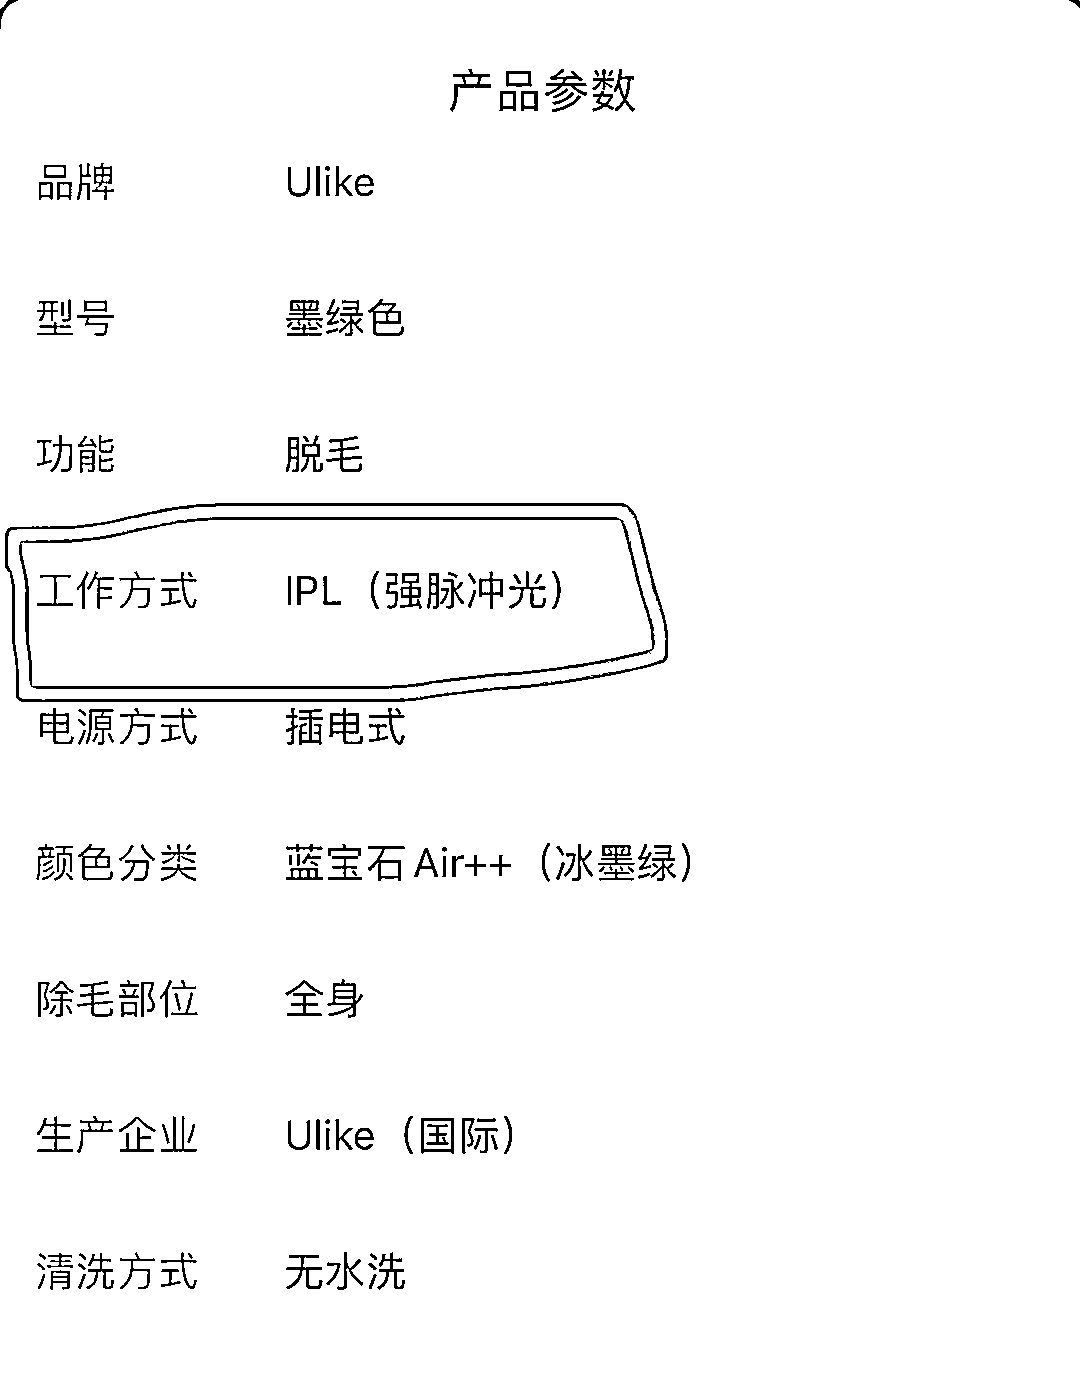 产品参数
品牌 Ulike
型号 墨绿色
功能 脱毛
工作方式 IPL（强脉冲光）
电源方式 插电式
颜色分类 蓝宝石 Air++（冰墨绿）
除毛部位 全身
生产企业 Ulike（国际）
清洗方式 无水洗